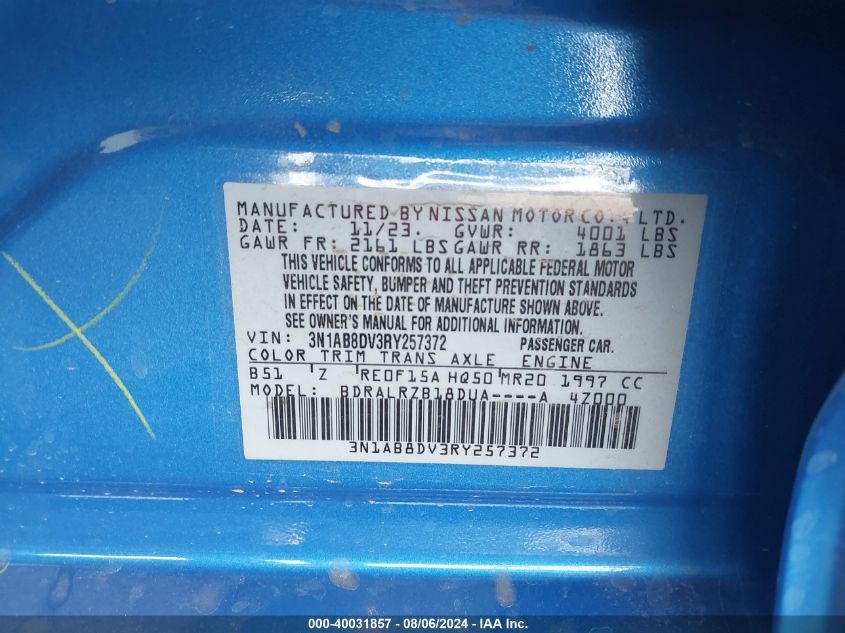 MANUFACTURED BY NISSAN MOTOR CO., LTD.
DATE: 11/23. GVWR: 4001 LBS
GAWR FR: 2161 LBS GAWR RR: 1863 LBS
THIS VEHICLE CONFORMS TO ALL APPLICABLE FEDERAL MOTOR
VEHICLE SAFETY, BUMPER AND THEFT PREVENTION STANDARDS
IN EFFECT ON THE DATE OF MANUFACTURE SHOWN ABOVE.
SEE OWNER'S MANUAL FOR ADDITIONAL INFORMATION.
VIN: 3N1AB8DV3RY257372 PASSENGER CAR.
COLOR TRIM TRANS AXLE ENGINE
B51 Z RE0F15A HQ50 MR20 1997 CC
MODEL: BDRALRZB18DUA----A 4Z000
3N1AB8DV3RY257372
000-40031857 - 08/06/2024 - IAA Inc.